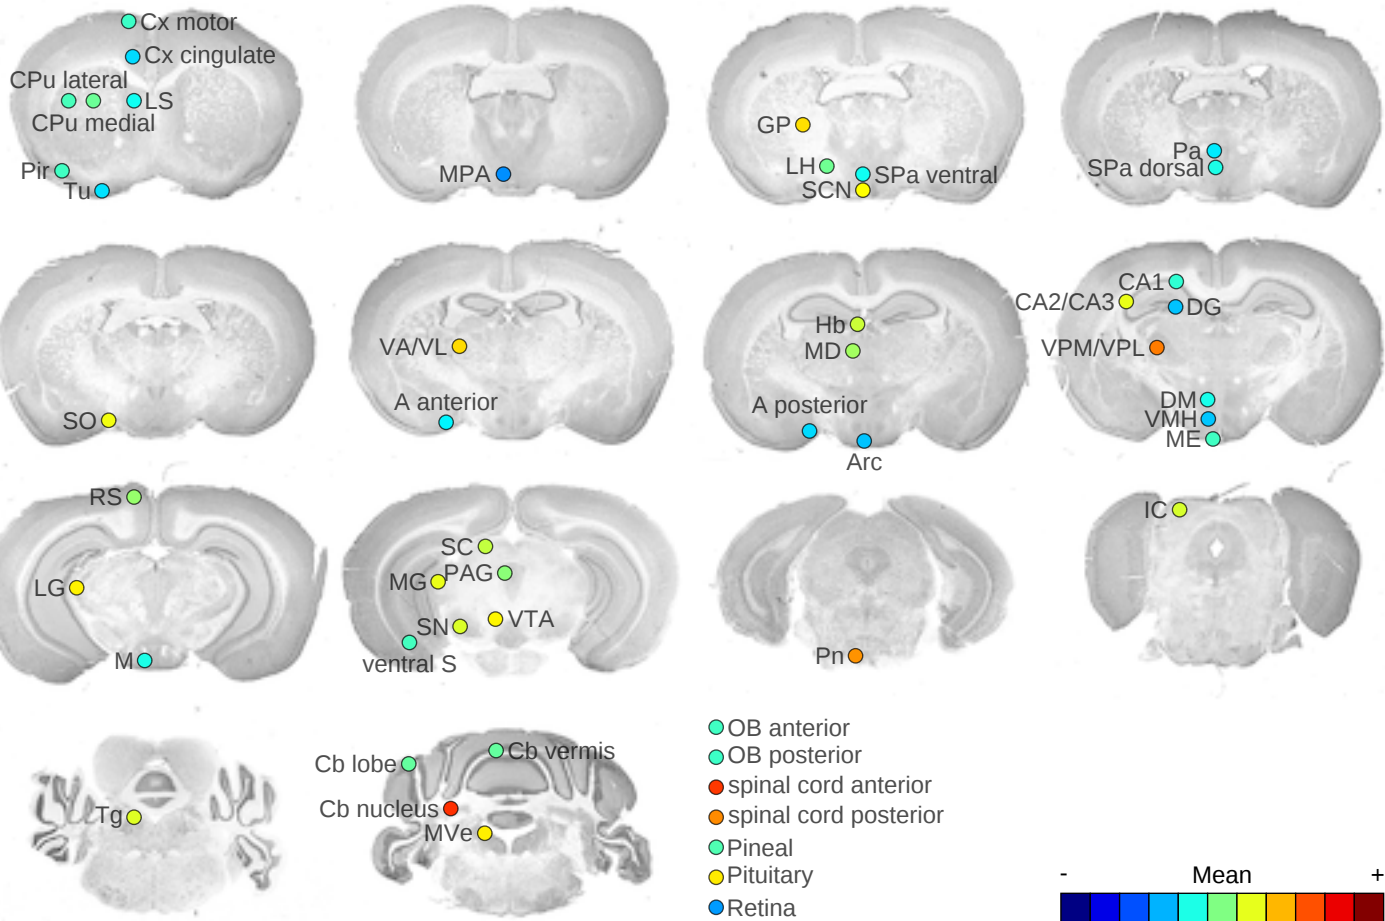 Cx motor
Cx cingulate
CPu lateral
LS
CPu medial
Pir
Tu
MPA
GP
LH
SPa ventral
SCN
Pa
SPa dorsal
SO
VA/VL
A anterior
Hb
MD
A posterior
Arc
CA1
CA2/CA3
DG
VPM/VPL
DM
VMH
ME
RS
LG
M
SC
PAG
MG
VTA
SN
ventral S
Pn
IC
Tg
Cb vermis
Cb lobe
Cb nucleus
MVe
OB anterior
OB posterior
spinal cord anterior
spinal cord posterior
Pineal
Pituitary
Retina
- Mean +